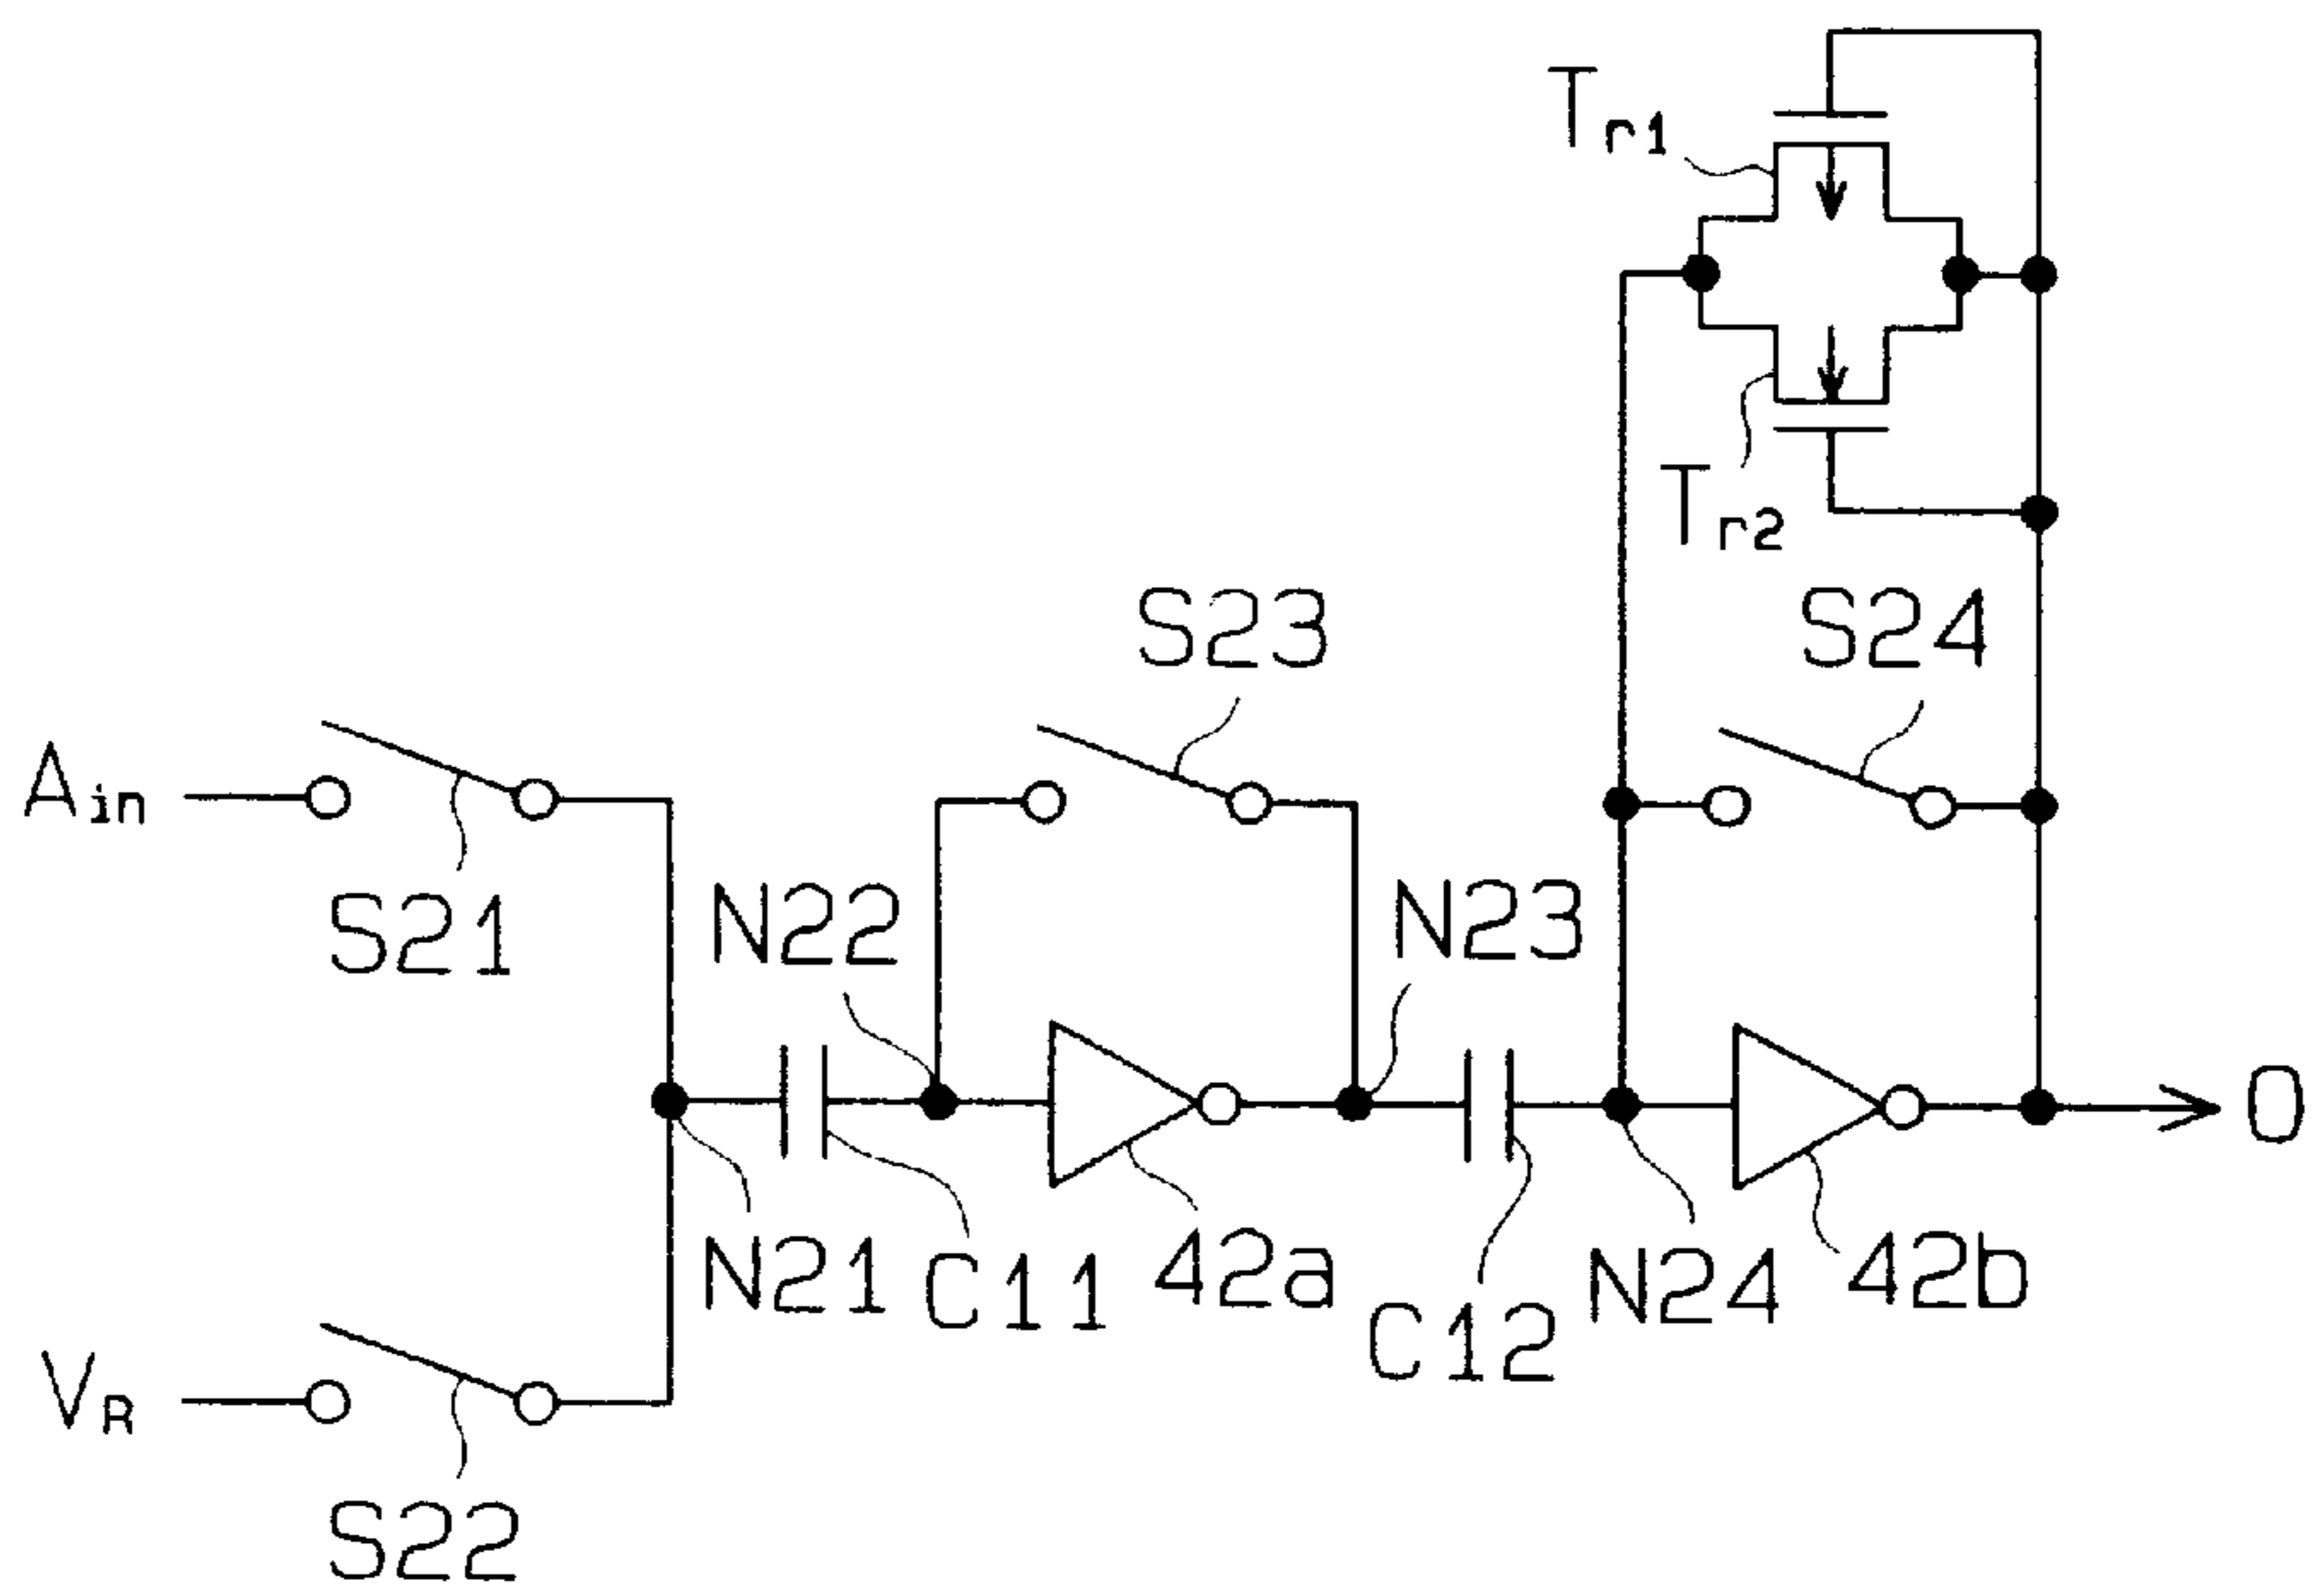 Tr1
Tr2
S23
S24
Ain
S21
N22
N23
O
N21
C11
42a
C12
N24
42b
VR
S22